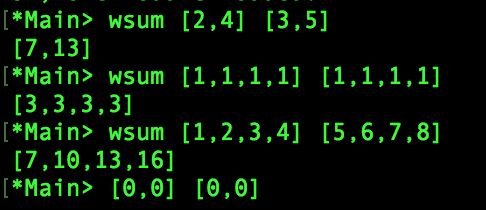 [*Main> wsum [2,4] [3,5]
[7,13]
[*Main> wsum [1,1,1,1] [1,1,1,1]
[3,3,3,3]
[*Main> wsum [1,2,3,4] [5,6,7,8]
[7,10,13,16]
[*Main> [0,0] [0,0]